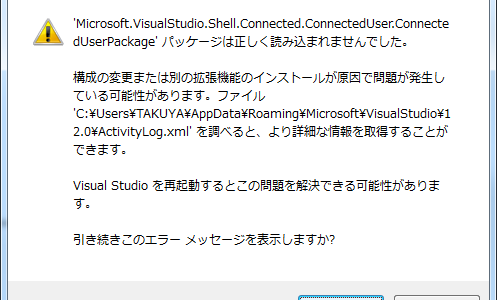 'Microsoft.VisualStudio.Shell.Connected.ConnectedUser.Connecte
dUserPackage' パッケージは正しく読み込まれませんでした。
構成の変更または別の拡張機能のインストールが原因で問題が発生し
ている可能性があります。ファイル
'C:¥Users¥TAKUYA¥AppData¥Roaming¥Microsoft¥VisualStudio¥1
2.0¥ActivityLog.xml' を調べると、より詳細な情報を取得することが
できます。
Visual Studio を再起動するとこの問題を解決できる可能性がありま
す。
引き続きこのエラー メッセージを表示しますか?